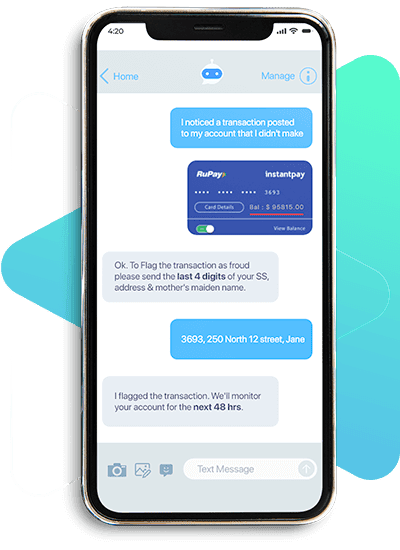 4:20
Home
Manage
I noticed a transaction posted
to my account that I didn't make
RuPay instantpay
•••• •••• •••• 3693
Card Details Bal : $ 95815.00
View Balance
Ok. To Flag the transaction as froud
please send the last 4 digits of your SS,
address & mother's maiden name.
3693, 250 North 12 street, Jane
I flagged the transaction. We'll monitor
your account for the next 48 hrs.
Text Message